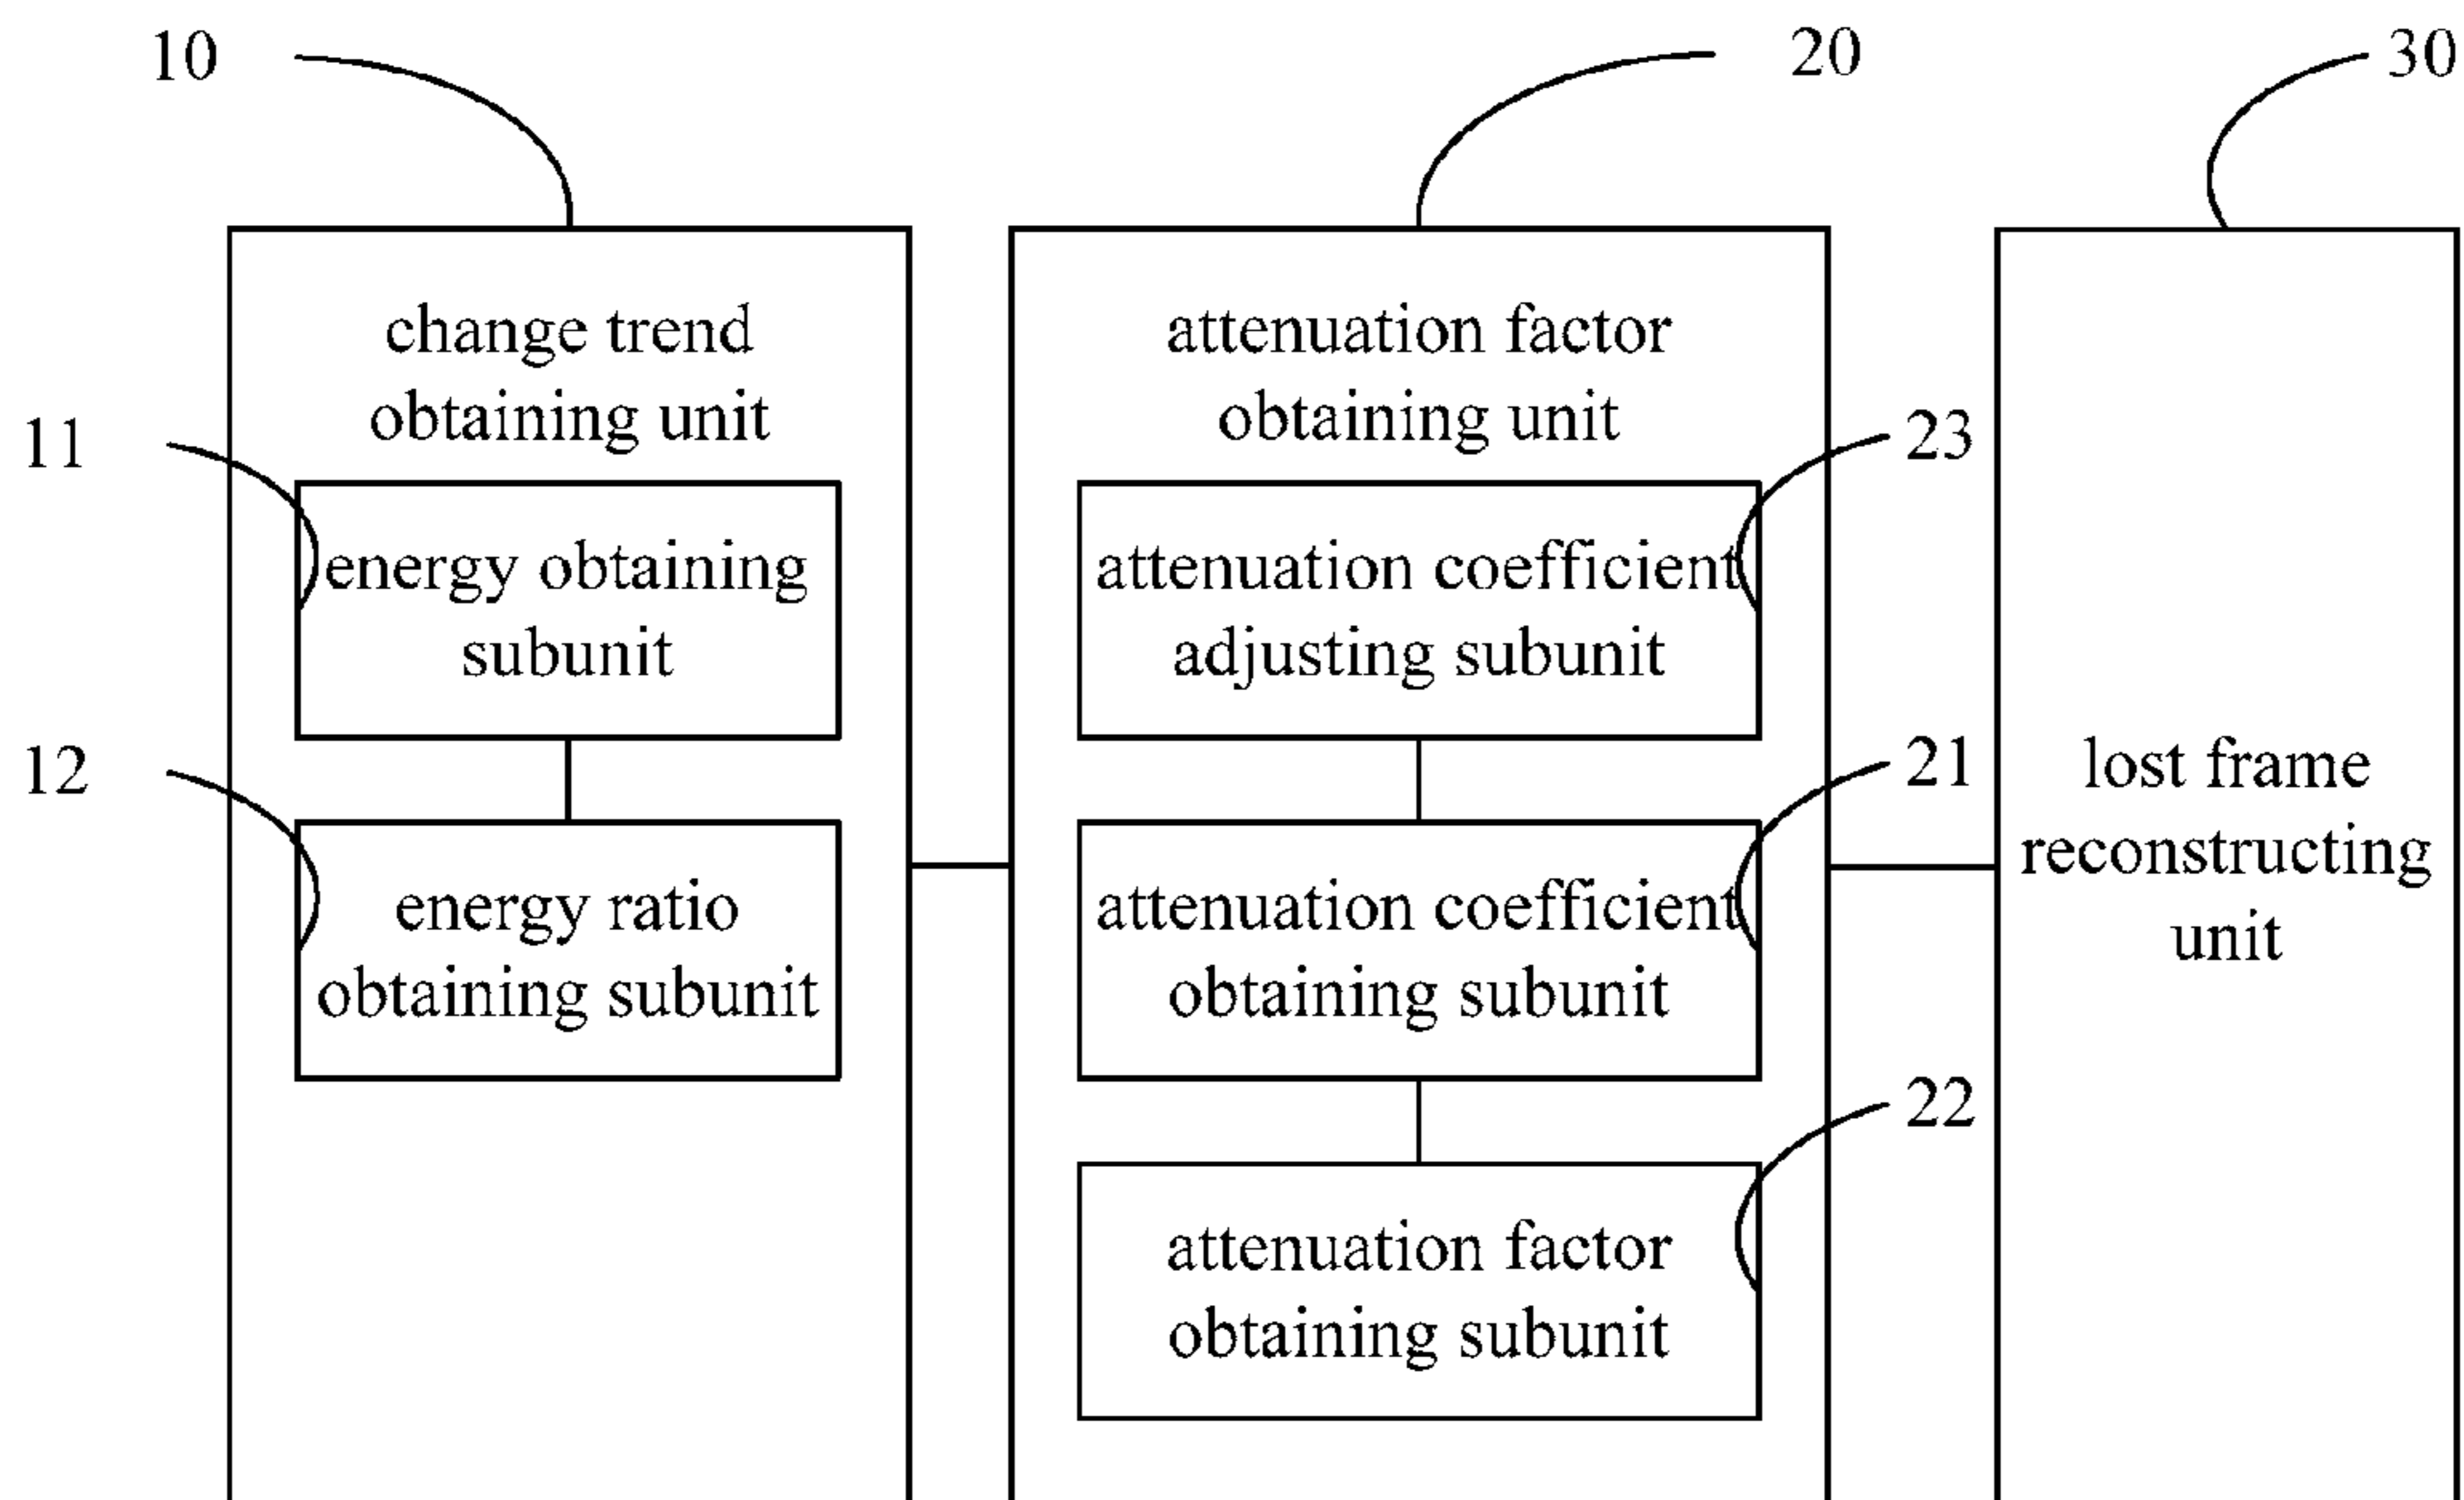 10
20
30
change trend
obtaining unit
11
energy obtaining
subunit
12
energy ratio
obtaining subunit
attenuation factor
obtaining unit
23
attenuation coefficient
adjusting subunit
21
attenuation coefficient
obtaining subunit
22
attenuation factor
obtaining subunit
lost frame
reconstructing
unit